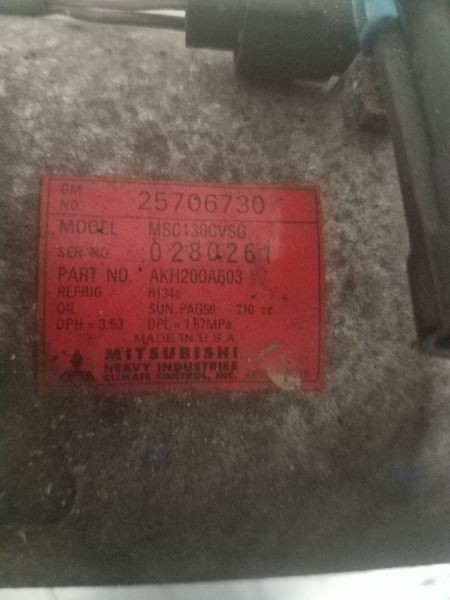 GM
NO. 25706730
MODEL MSC130CVSG
SER NO. 0280261
PART NO. AKH200A603
REFRIG R134a
OIL SUN.PAG56 210 cc
DPH = 3.53 DPL = 1.67MPa
MADE IN U.S.A.
MITSUBISHI
HEAVY INDUSTRIES
CLIMATE CONTROL, INC.